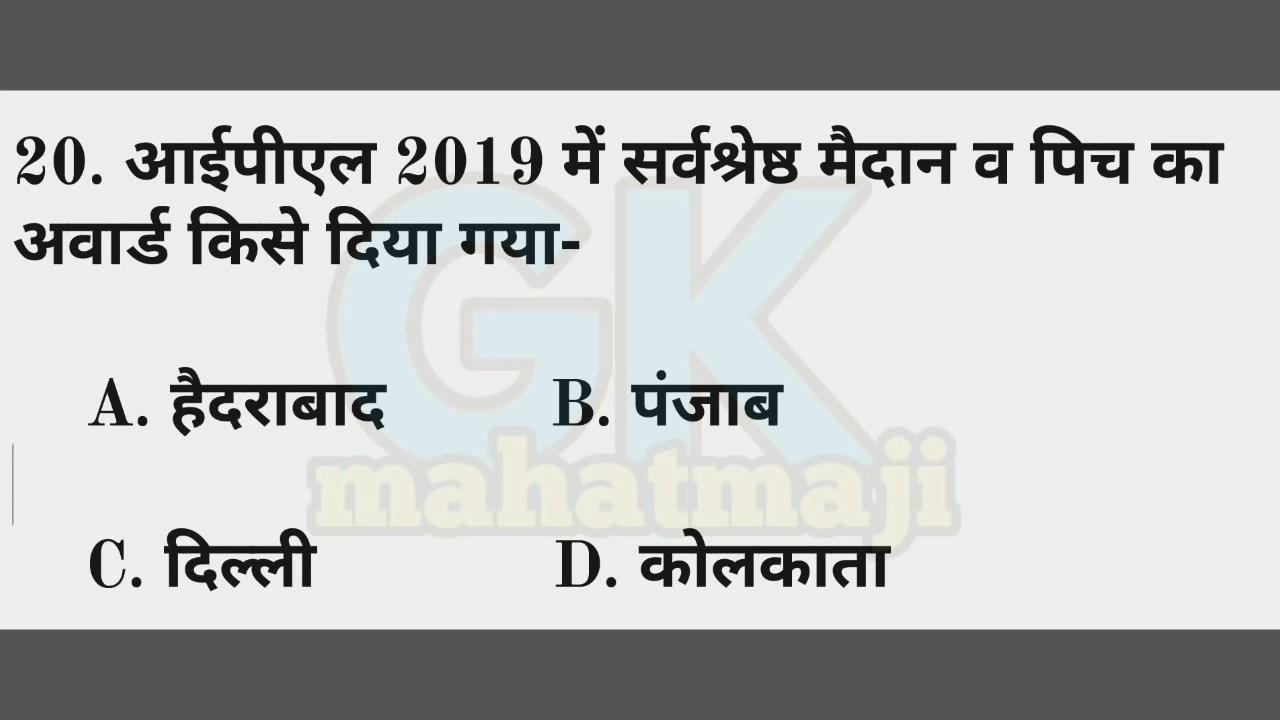 20. आईपीएल 2019 में सर्वश्रेष्ठ मैदान व पिच का
अवार्ड किसे दिया गया-
A. हैदराबाद B. पंजाब
GK
mahatmaji
C. दिल्ली D. कोलकाता